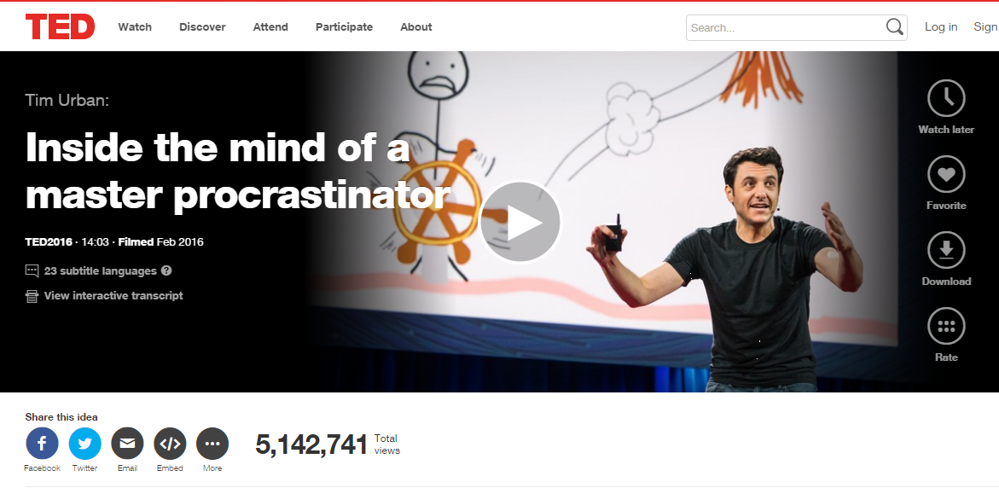 TED Watch Discover Attend Participate About Search... Log in Sign
Tim Urban:
Inside the mind of a
master procrastinator
TED2016 · 14:03 · Filmed Feb 2016
23 subtitle languages ?
View interactive transcript
Watch later
Favorite
Download
Rate
Share this idea
Facebook Twitter Email Embed More
5,142,741 Total
views